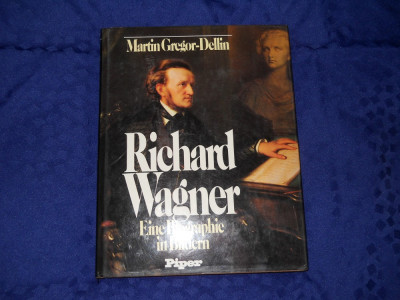 Martin Gregor-Dellin
Richard
Wagner
Eine Biographie
in Bildern
Piper